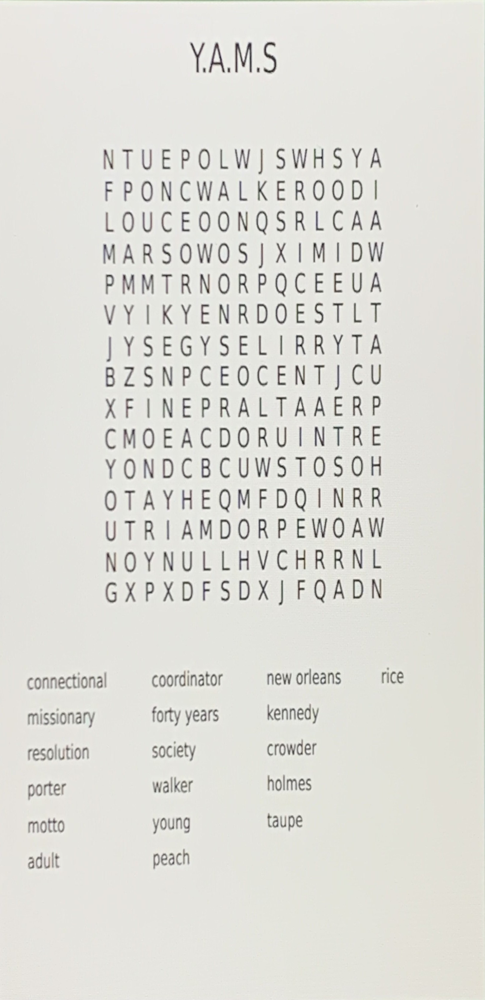 Y.A.M.S
N T U E P O L W J S W H S Y A
F P O N C W A L K E R O O D I
L O U C E O O N Q S R L C A A
M A R S O W O S J X I M I D W
P M M T R N O R P Q C E E U A
V Y I K Y E N R D O E S T L T
J Y S E G Y S E L I R R Y T A
B Z S N P C E O C E N T J C U
X F I N E P R A L T A A E R P
C M O E A C D O R U I N T R E
Y O N D C B C U W S T O S O H
O T A Y H E Q M F D Q I N R R
U T R I A M D O R P E W O A W
N O Y N U L L H V C H R R N L
G X P X D F S D X J F Q A D N
connectional coordinator new orleans rice
missionary forty years kennedy
resolution society crowder
porter walker holmes
motto young taupe
adult peach